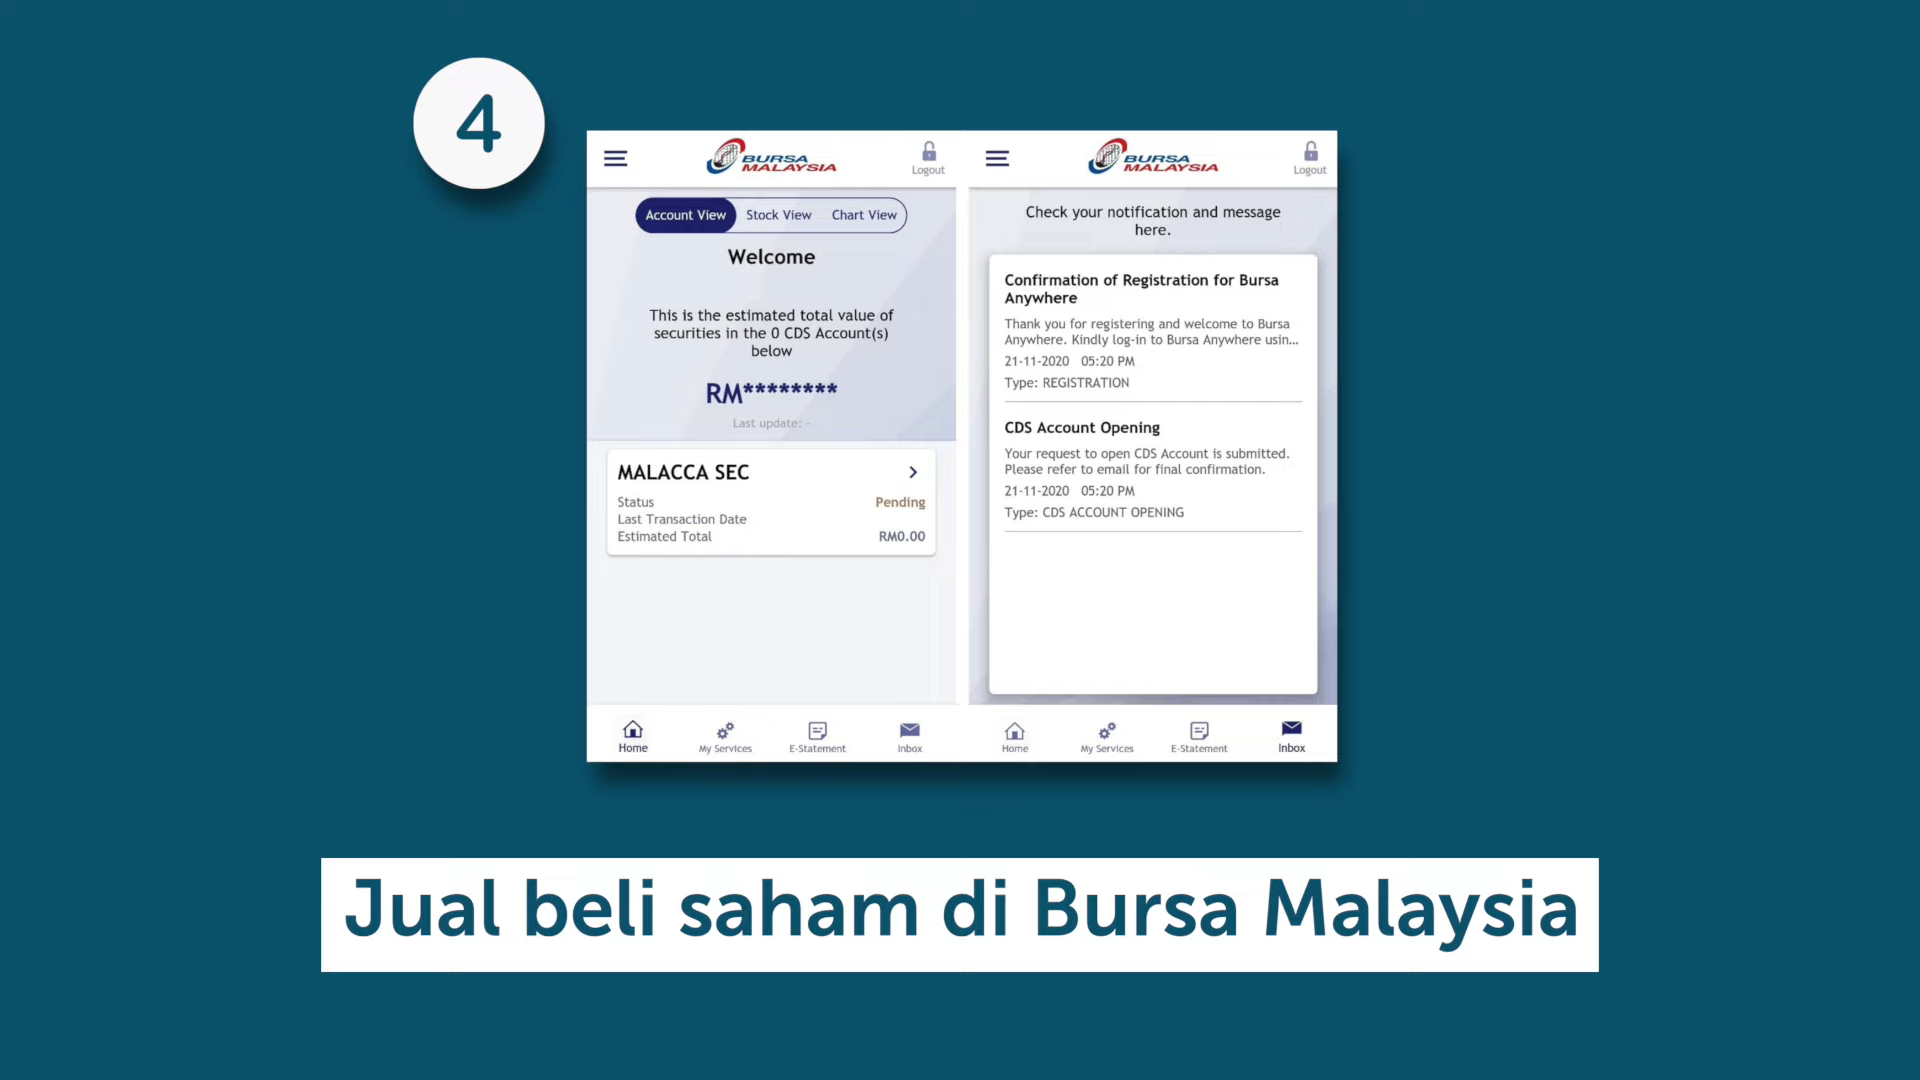 4
BURSA
MALAYSIA
Logout
Account View Stock View Chart View
Welcome
This is the estimated total value of
securities in the 0 CDS Account(s)
below
RM********
Last update: -
MALACCA SEC
Status Pending
Last Transaction Date
Estimated Total RM0.00
Home My Services E-Statement Inbox
BURSA
MALAYSIA
Logout
Check your notification and message
here.
Confirmation of Registration for Bursa
Anywhere
Thank you for registering and welcome to Bursa
Anywhere. Kindly log-in to Bursa Anywhere usin...
21-11-2020 05:20 PM
Type: REGISTRATION
CDS Account Opening
Your request to open CDS Account is submitted.
Please refer to email for final confirmation.
21-11-2020 05:20 PM
Type: CDS ACCOUNT OPENING
Home My Services E-Statement Inbox
Jual beli saham di Bursa Malaysia